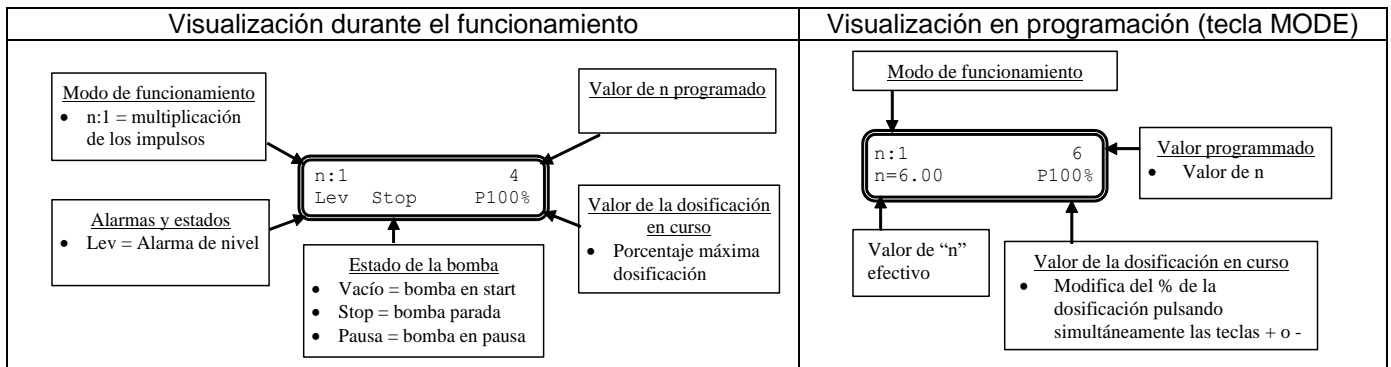 Visualización durante el funcionamiento
Modo de funcionamiento
• n:1 = multiplicación
de los impulsos
Valor de n programado
n:1 4
Lev Stop P100%
Alarmas y estados
• Lev = Alarma de nivel
Estado de la bomba
• Vacío = bomba en start
• Stop = bomba parada
• Pausa = bomba en pausa
Valor de la dosificación
en curso
• Porcentaje máxima
dosificación
Visualización en programación (tecla MODE)
Modo de funcionamiento
n:1 6
n=6.00 P100%
Valor programmado
• Valor de n
Valor de “n”
efectivo
Valor de la dosificación en curso
• Modifica del % de la
dosificación pulsando
simultáneamente las teclas + o -